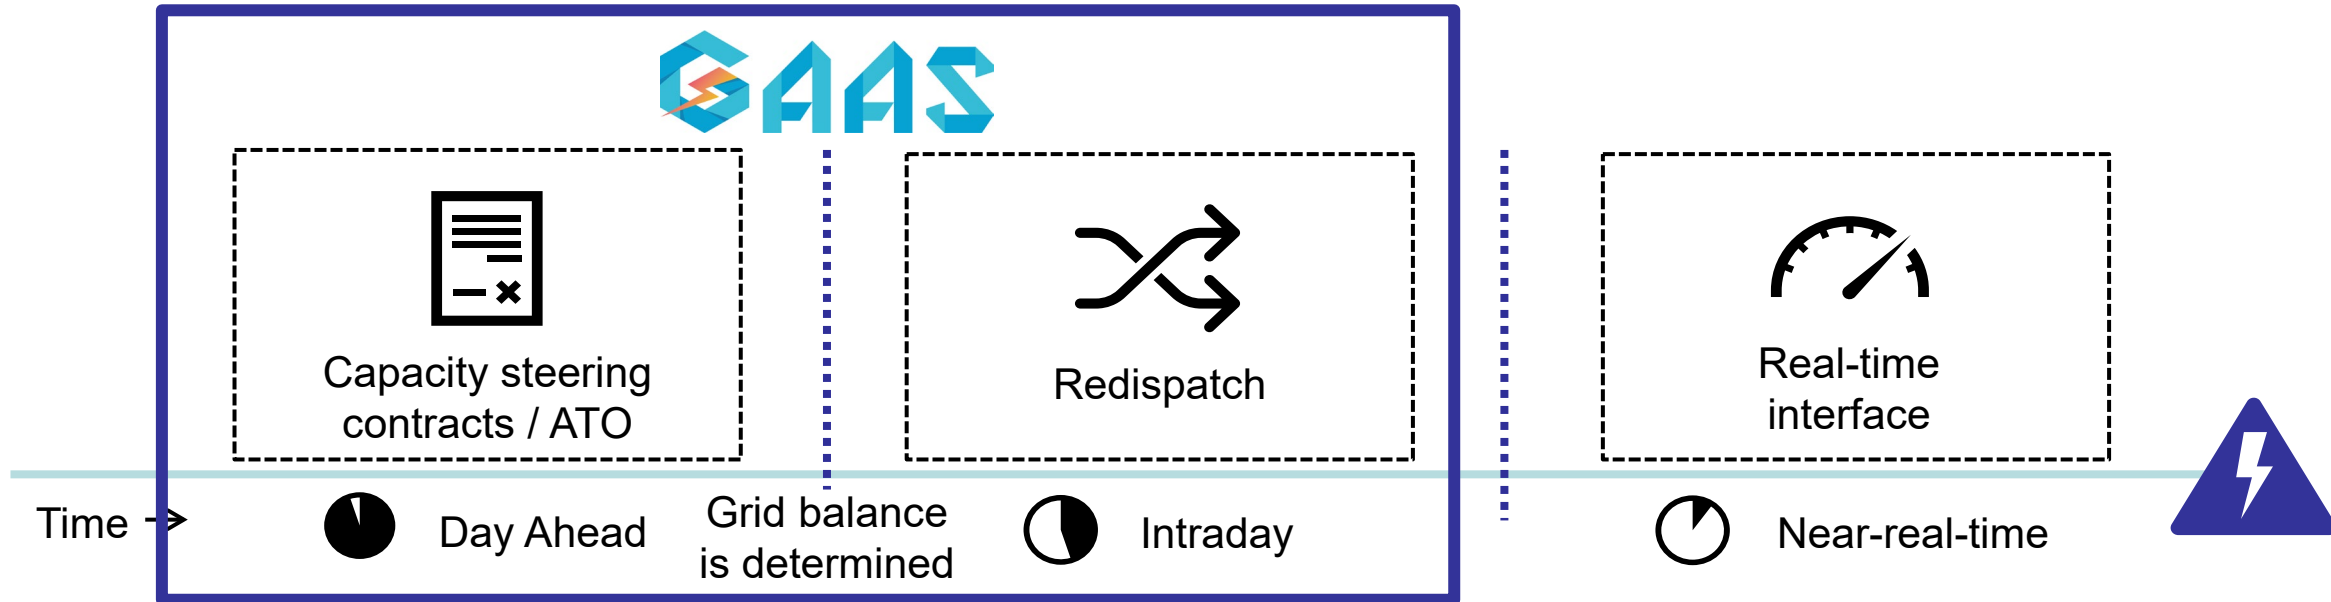 GAAS
Capacity steering
contracts / ATO
Redispatch
Real-time
interface
Time
Day Ahead
Grid balance
is determined
Intraday
Near-real-time